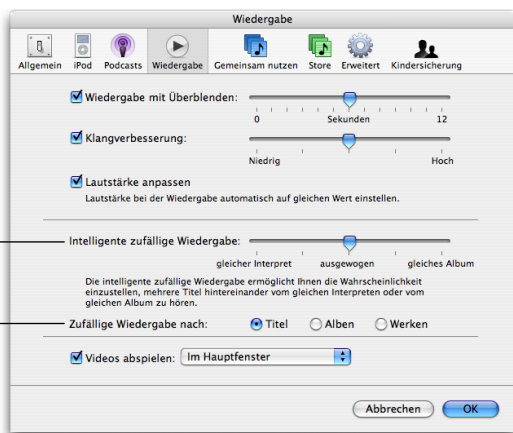 Wiedergabe
Allgemein iPod Podcasts Wiedergabe Gemeinsam nutzen Store Erweitert Kindersicherung
Wiedergabe mit Überblenden:
0 Sekunden 12
Klangverbesserung:
Niedrig Hoch
Lautstärke anpassen
Lautstärke bei der Wiedergabe automatisch auf gleichen Wert einstellen.
Intelligente zufällige Wiedergabe:
gleicher Interpret ausgewogen gleiches Album
Die intelligente zufällige Wiedergabe ermöglicht Ihnen die Wahrscheinlichkeit
einzustellen, mehrere Titel hintereinander vom gleichen Interpreten oder vom
gleichen Album zu hören.
Zufällige Wiedergabe nach: Titel Alben Werken
Videos abspielen: Im Hauptfenster
Abbrechen OK